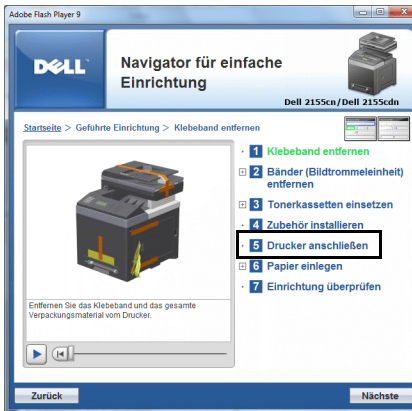 Adobe Flash Player 9
DELL
Navigator für einfache
Einrichtung
Dell 2155cn/Dell 2155cdn
Startseite > Geführte Einrichtung > Klebeband entfernen
1 Klebeband entfernen
2 Bänder (Bildtrommeleinheit)
entfernen
3 Tonerkassetten einsetzen
4 Zubehör installieren
5 Drucker anschließen
6 Papier einlegen
7 Einrichtung überprüfen
Entfernen Sie das Klebeband und das gesamte
Verpackungsmaterial vom Drucker.
Zurück
Nächste